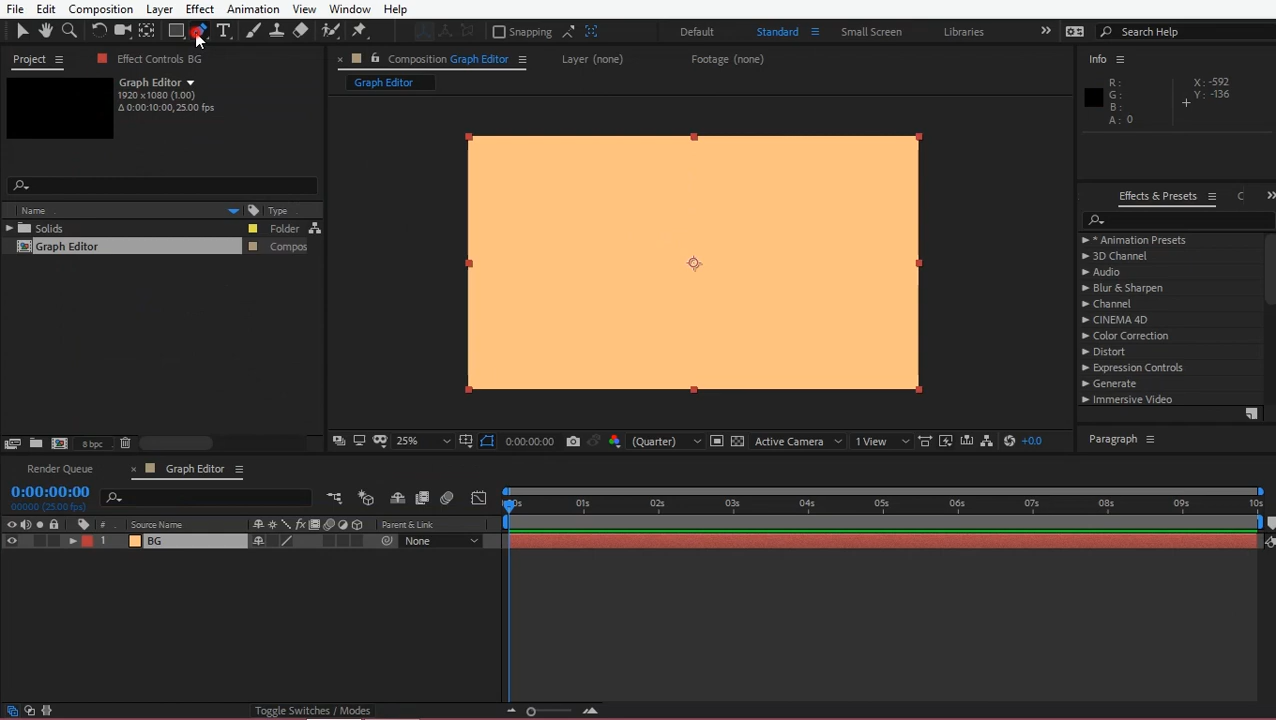 File Edit Composition Layer Effect Animation View Window Help
T Snapping Default Standard Small Screen Libraries Search Help
Project Effect Controls BG Composition Graph Editor Layer (none) Footage (none) Info
Graph Editor
1920 x 1080 (1.00)
Δ 0:00:10:00, 25.00 fps
Graph Editor
R :
G :
B :
A : 0
X: -592
Y: -136
Name Type
Solids Folder
Graph Editor Compos
Effects & Presets C
* Animation Presets
3D Channel
Audio
Blur & Sharpen
Channel
CINEMA 4D
Color Correction
Distort
Expression Controls
Generate
Immersive Video
Paragraph
8 bpc 25% 0:00:00:00 (Quarter) Active Camera 1 View +0.0
Render Queue Graph Editor
0:00:00:00
00000 (25.00 fps)
01s 02s 03s 04s 05s 06s 07s 08s 09s 10s
# Source Name fx Parent & Link
1 BG None
Toggle Switches / Modes